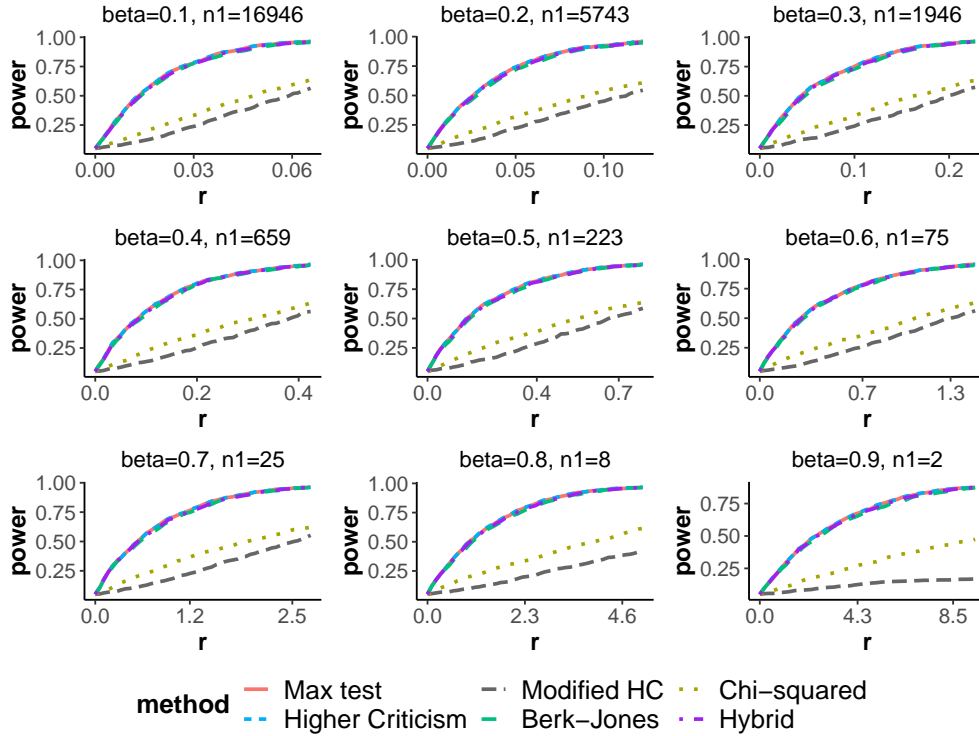 beta=0.1, n1=16946
beta=0.2, n1=5743
beta=0.3, n1=1946
power
1.00
0.75
0.50
0.25
0.00
0.03
0.06
r
power
1.00
0.75
0.50
0.25
0.00
0.05
0.10
r
power
1.00
0.75
0.50
0.25
0.0
0.1
0.2
r
beta=0.4, n1=659
beta=0.5, n1=223
beta=0.6, n1=75
power
1.00
0.75
0.50
0.25
0.0
0.2
0.4
r
power
1.00
0.75
0.50
0.25
0.0
0.4
0.7
r
power
1.00
0.75
0.50
0.25
0.0
0.7
1.3
r
beta=0.7, n1=25
beta=0.8, n1=8
beta=0.9, n1=2
power
1.00
0.75
0.50
0.25
0.0
1.2
2.5
r
power
1.00
0.75
0.50
0.25
0.0
2.3
4.6
r
power
0.75
0.50
0.25
0.0
4.3
8.5
r
method
Max test
Modified HC
Chi−squared
Higher Criticism
Berk−Jones
Hybrid